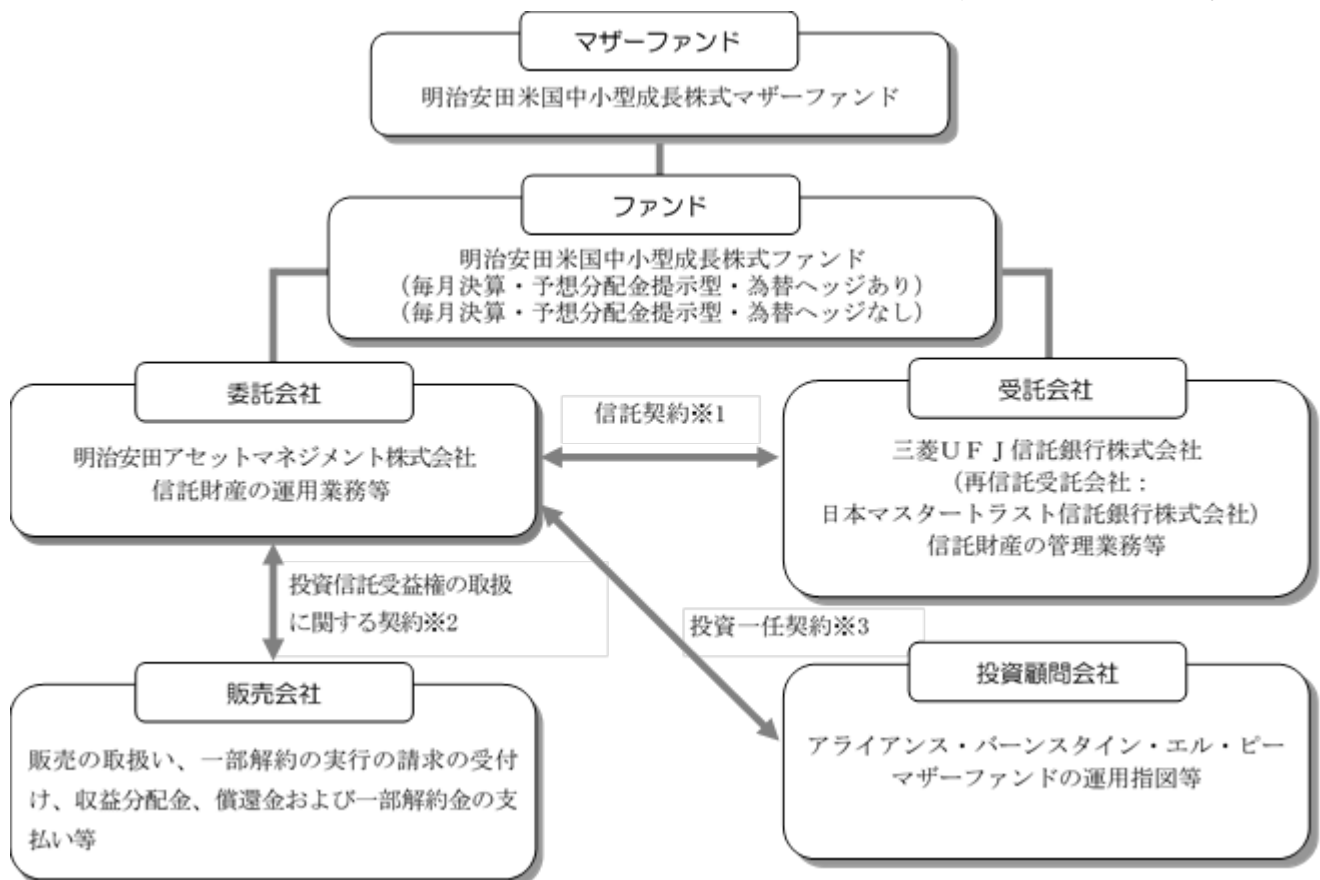 マザーファンド
明治安田米国中小型成長株式マザーファンド
ファンド
明治安田米国中小型成長株式ファンド
（毎月決算・予想分配金提示型・為替ヘッジあり）
（毎月決算・予想分配金提示型・為替ヘッジなし）
委託会社
明治安田アセットマネジメント株式会社
信託財産の運用業務等
信託契約※1
受託会社
三菱ＵＦＪ信託銀行株式会社
（再信託受託会社：
日本マスタートラスト信託銀行株式会社）
信託財産の管理業務等
投資信託受益権の取扱
に関する契約※2
投資一任契約※3
販売会社
販売の取扱い、一部解約の実行の請求の受付
け、収益分配金、償還金および一部解約金の支
払い等
投資顧問会社
アライアンス・バーンスタイン・エル・ピー
マザーファンドの運用指図等